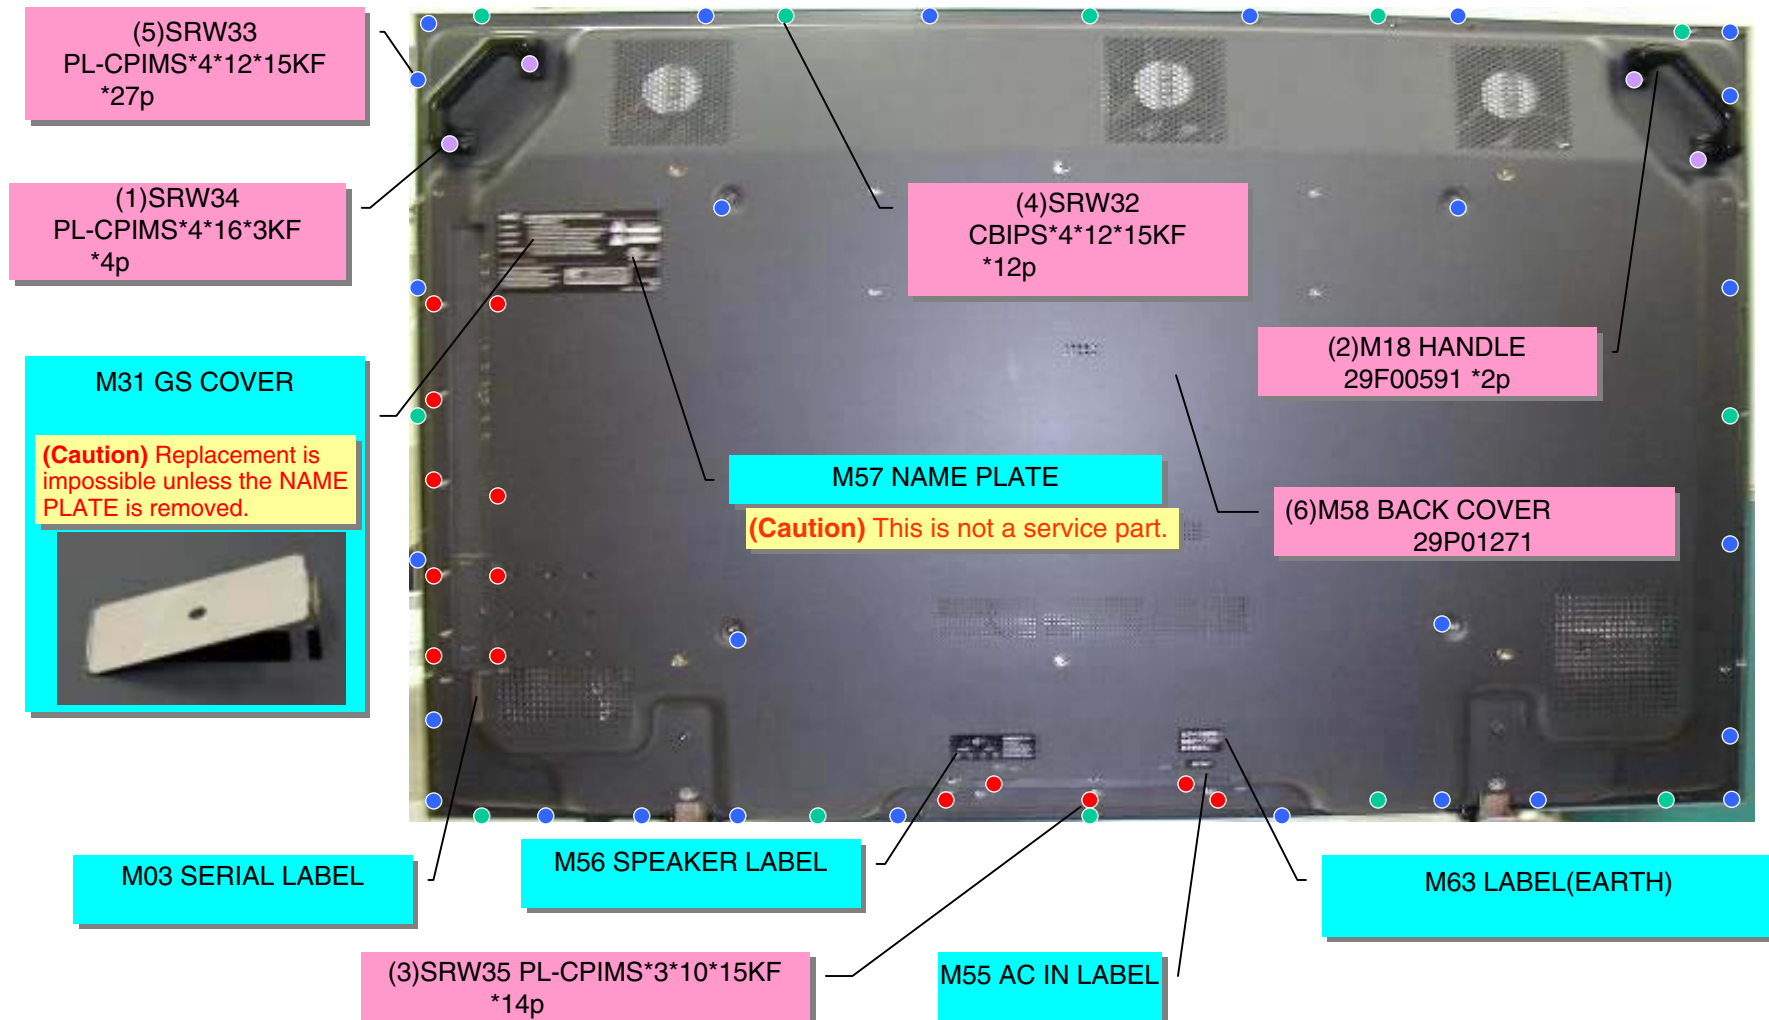 (5)SRW33
PL-CPIMS*4*12*15KF
*27p
(1)SRW34
PL-CPIMS*4*16*3KF
*4p
(4)SRW32
CBIPS*4*12*15KF
*12p
(2)M18 HANDLE
29F00591 *2p
M31 GS COVER
(Caution) Replacement is
impossible unless the NAME
PLATE is removed.
M57 NAME PLATE
(Caution) This is not a service part.
(6)M58 BACK COVER
29P01271
M03 SERIAL LABEL
M56 SPEAKER LABEL
M63 LABEL(EARTH)
(3)SRW35 PL-CPIMS*3*10*15KF
*14p
M55 AC IN LABEL